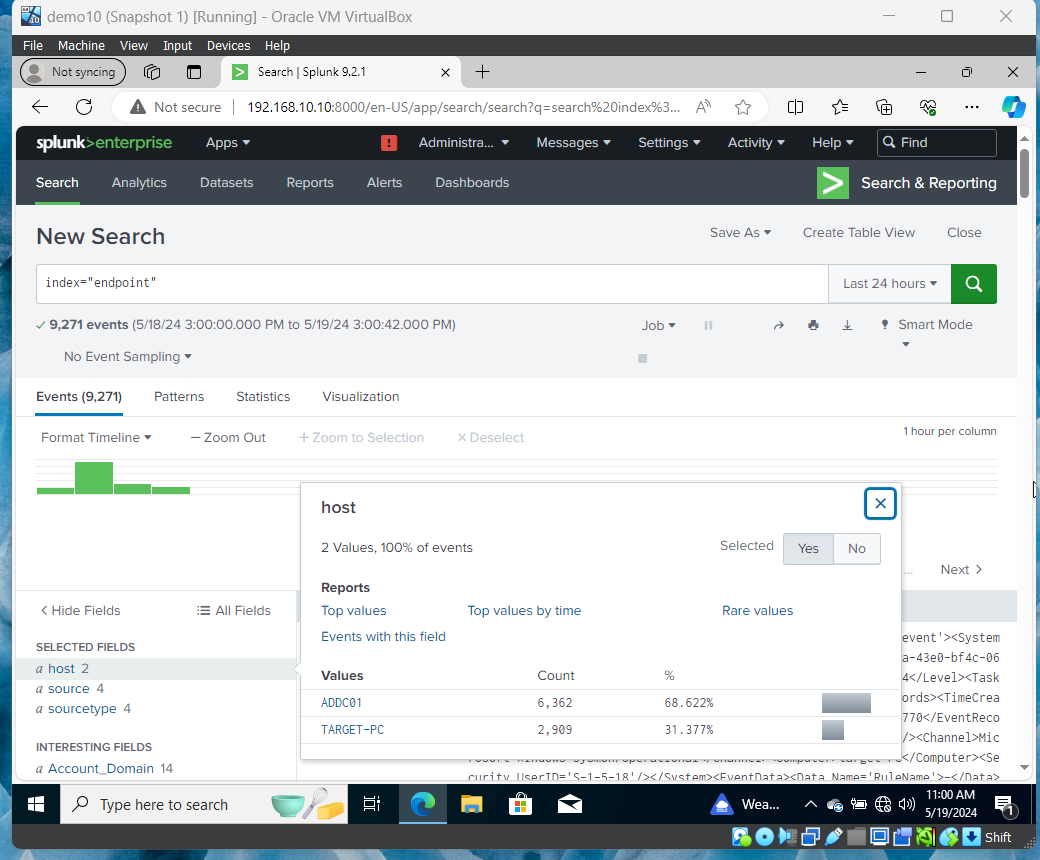 demo10 (Snapshot 1) [Running] - Oracle VM VirtualBox
File Machine View Input Devices Help
Not syncing
Search | Splunk 9.2.1
Not secure
192.168.10.10:8000/en-US/app/search/search?q=search%20index%3...
splunk>enterprise Apps Administra... Messages Settings Activity Help Find
Search Analytics Datasets Reports Alerts Dashboards Search & Reporting
New Search
Save As Create Table View Close
index="endpoint"
Last 24 hours
9,271 events (5/18/24 3:00:00.000 PM to 5/19/24 3:00:42.000 PM)
Job Smart Mode
No Event Sampling
Events (9,271) Patterns Statistics Visualization
Format Timeline — Zoom Out + Zoom to Selection × Deselect
1 hour per column
host
2 Values, 100% of events
Selected Yes No
... Next >
Reports
Top values Top values by time Rare values
Events with this field
Values Count %
ADDC01 6,362 68.622%
TARGET-PC 2,909 31.377%
< Hide Fields All Fields
SELECTED FIELDS
a host 2
a source 4
a sourcetype 4
INTERESTING FIELDS
a Account_Domain 14
event'><System
a-43e0-bf4c-06
4</Level><Task
ords><TimeCrea
770</EventReco
/><Channel>Mic
curity UserID='S-1-5-18'/></System><EventData><Data Name='RuleName'>-</Data>
Type here to search
Wea...
11:00 AM
5/19/2024
1
Shift